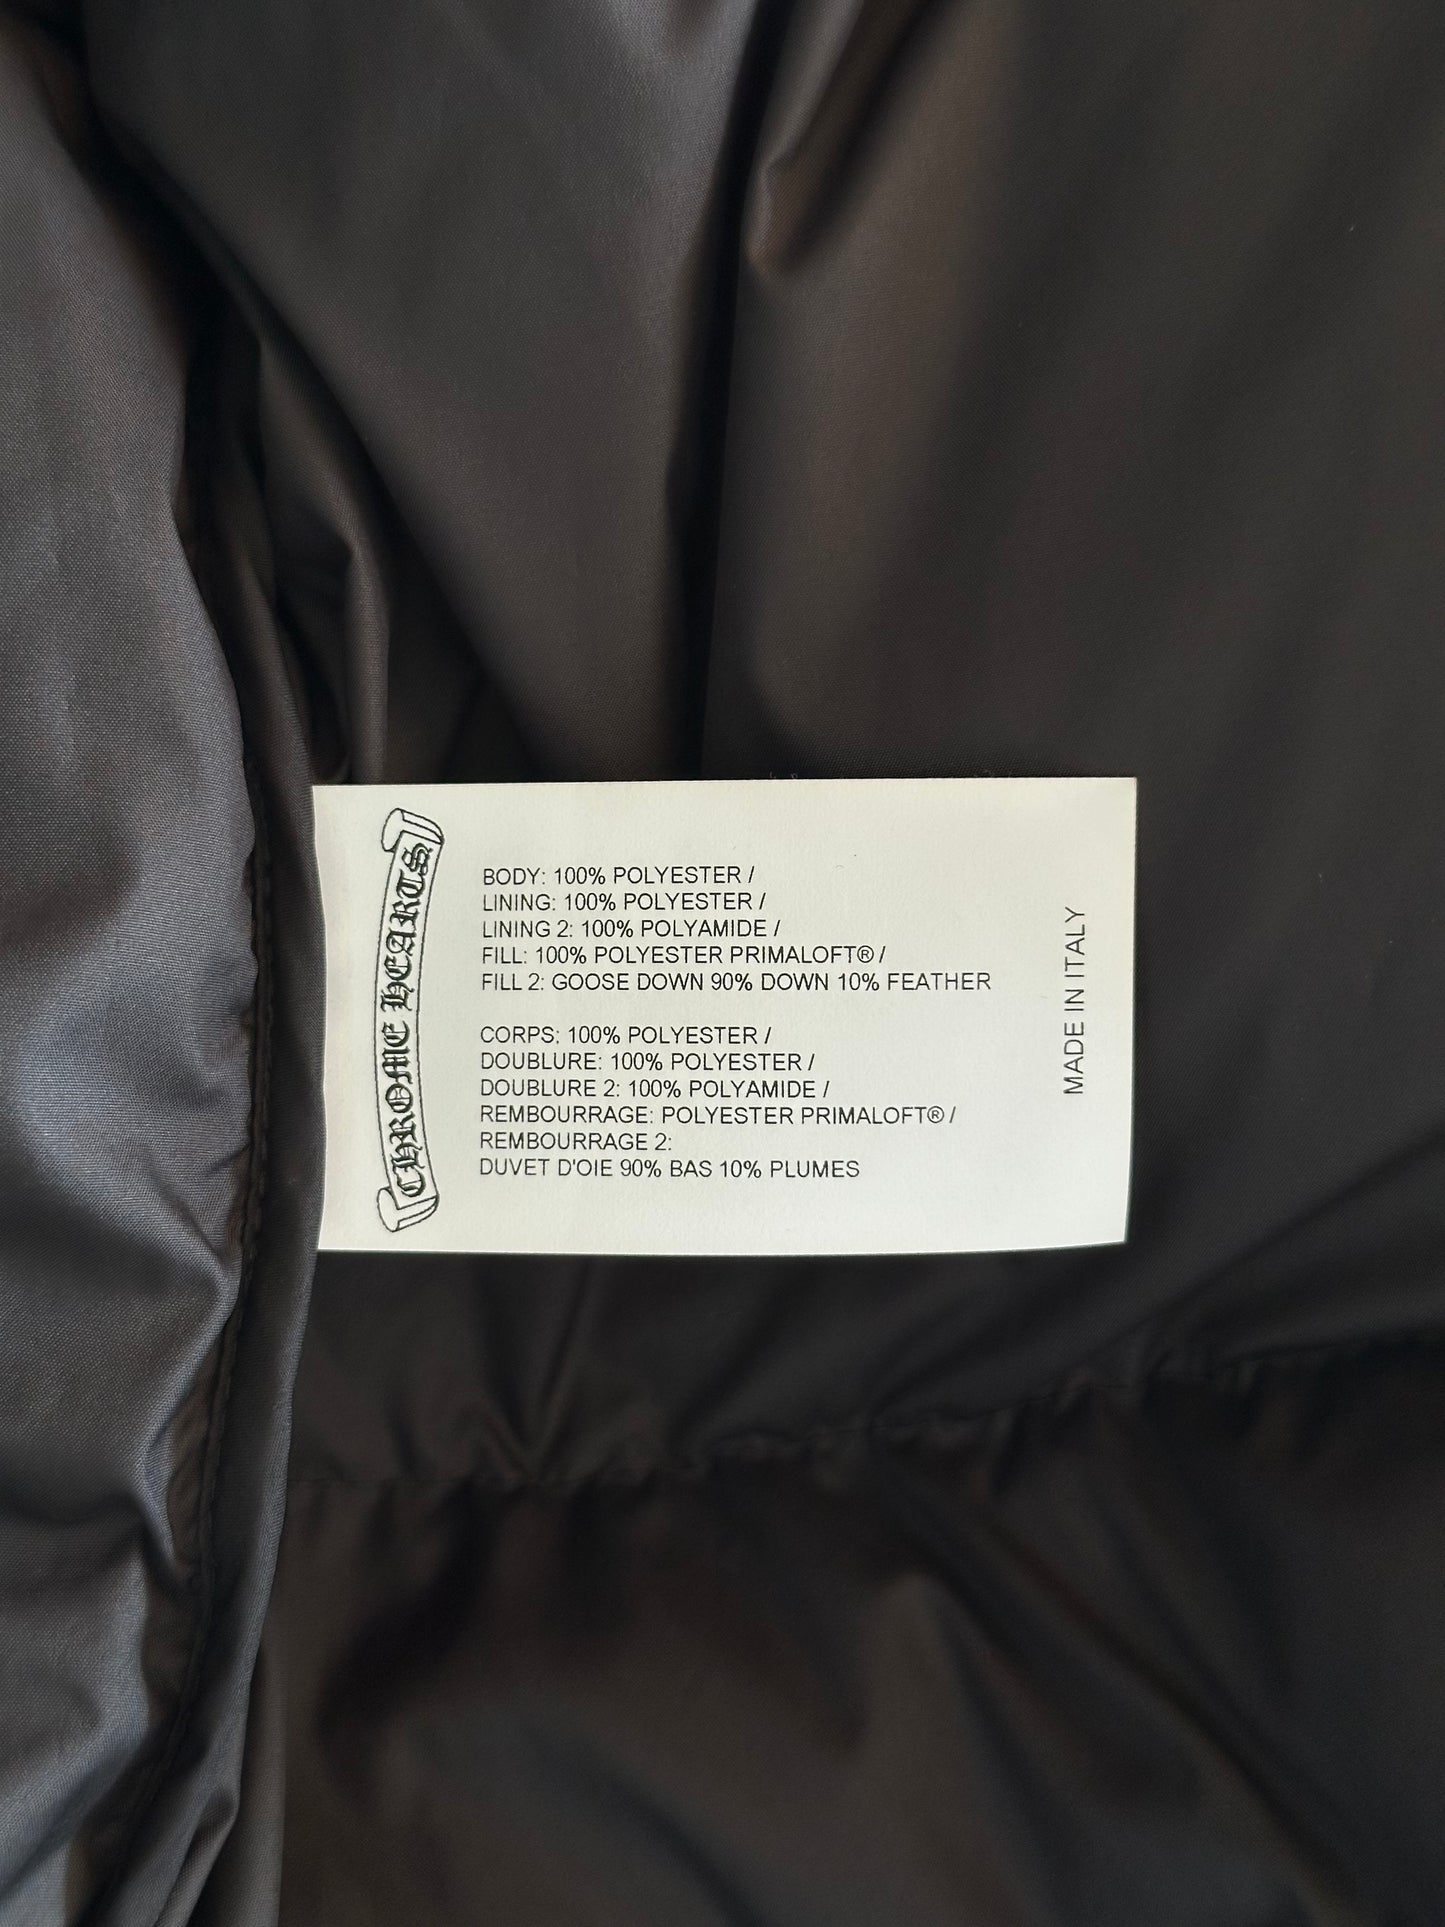 CHROME HEARTS
BODY: 100% POLYESTER /
LINING: 100% POLYESTER /
LINING 2: 100% POLYAMIDE /
FILL: 100% POLYESTER PRIMALOFT® /
FILL 2: GOOSE DOWN 90% DOWN 10% FEATHER
CORPS: 100% POLYESTER /
DOUBLURE: 100% POLYESTER /
DOUBLURE 2: 100% POLYAMIDE /
REMBOURRAGE: POLYESTER PRIMALOFT® /
REMBOURRAGE 2:
DUVET D'OIE 90% BAS 10% PLUMES
MADE IN ITALY